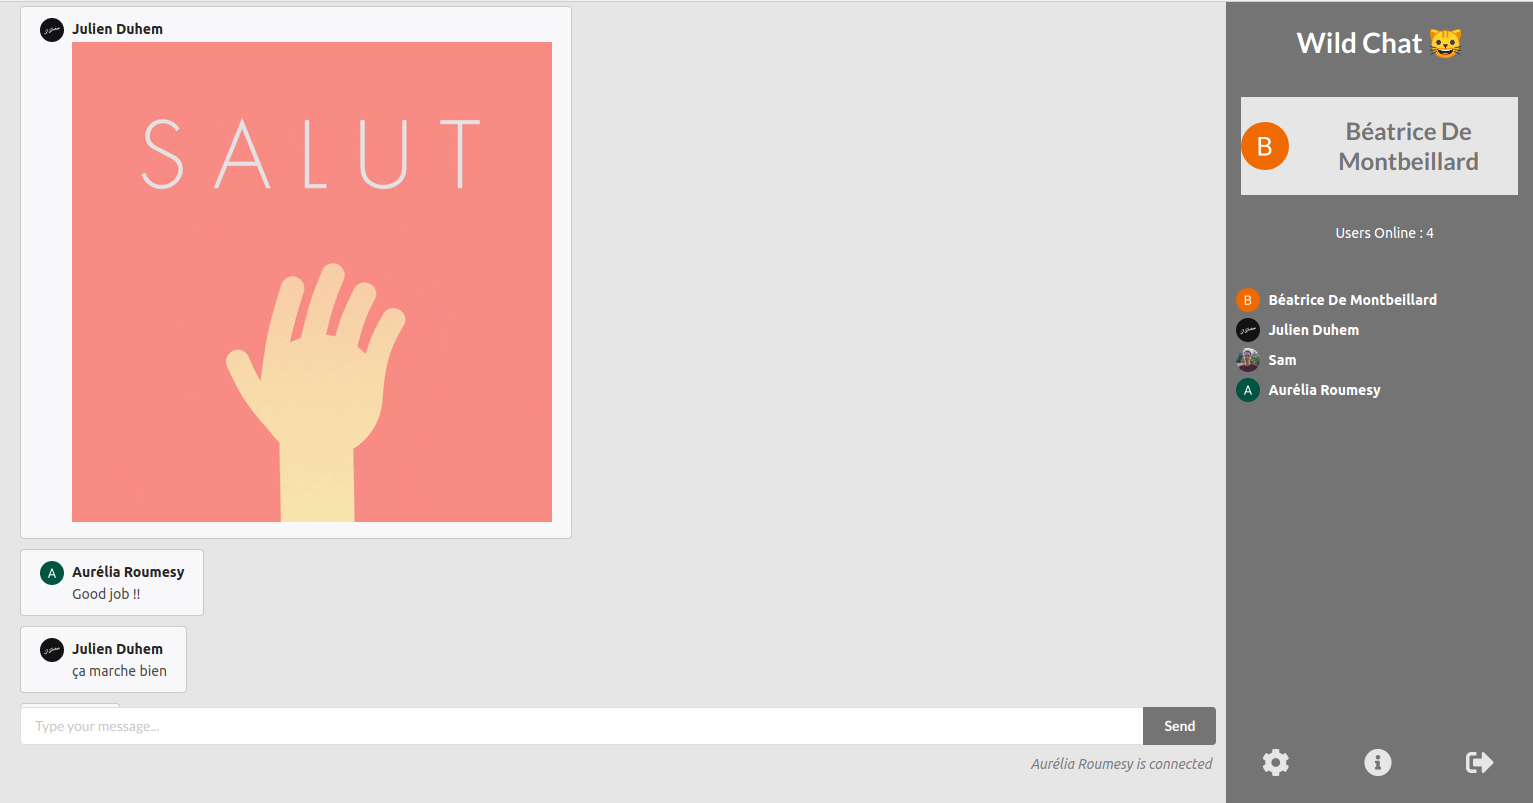 Julien Duhem
SALUT
Aurélia Roumesy
Good job !!
Julien Duhem
ça marche bien
Type your message...
Send
Aurélia Roumesy is connected
Wild Chat 😺
B
Béatrice De
Montbeillard
Users Online : 4
B
Béatrice De Montbeillard
Julien Duhem
Sam
A
Aurélia Roumesy